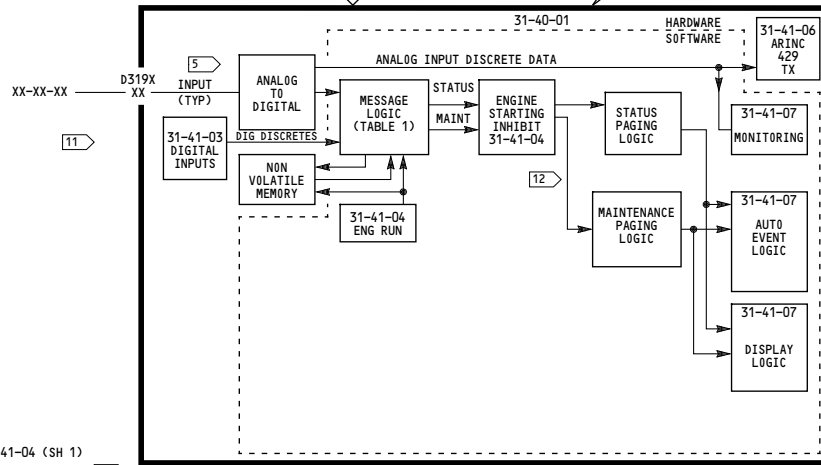 31-40-01
HARDWARE
SOFTWARE
31-41-06
ARINC
429
TX
5
ANALOG INPUT DISCRETE DATA
D319X
XX-XX-XX
XX
INPUT
(TYP)
ANALOG
TO
DIGITAL
MESSAGE
LOGIC
(TABLE 1)
STATUS
MAINT
ENGINE
STARTING
INHIBIT
31-41-04
STATUS
PAGING
LOGIC
31-41-07
MONITORING
11
31-41-03
DIGITAL
INPUTS
DIG DISCRETES
NON
VOLATILE
MEMORY
12
31-41-04
ENG RUN
MAINTENANCE
PAGING
LOGIC
31-41-07
AUTO
EVENT
LOGIC
31-41-07
DISPLAY
LOGIC
41-04 (SH 1)